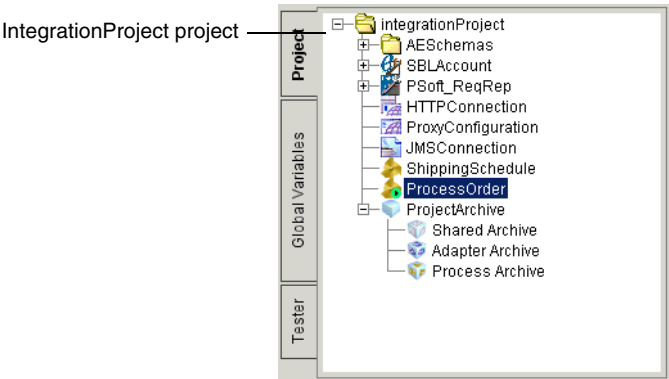 IntegrationProject project
Project
Global Variables
Tester
integrationProject
AESchemas
SBLAccount
PSoft_ReqRep
HTTPConnection
ProxyConfiguration
JMSConnection
ShippingSchedule
ProcessOrder
ProjectArchive
Shared Archive
Adapter Archive
Process Archive